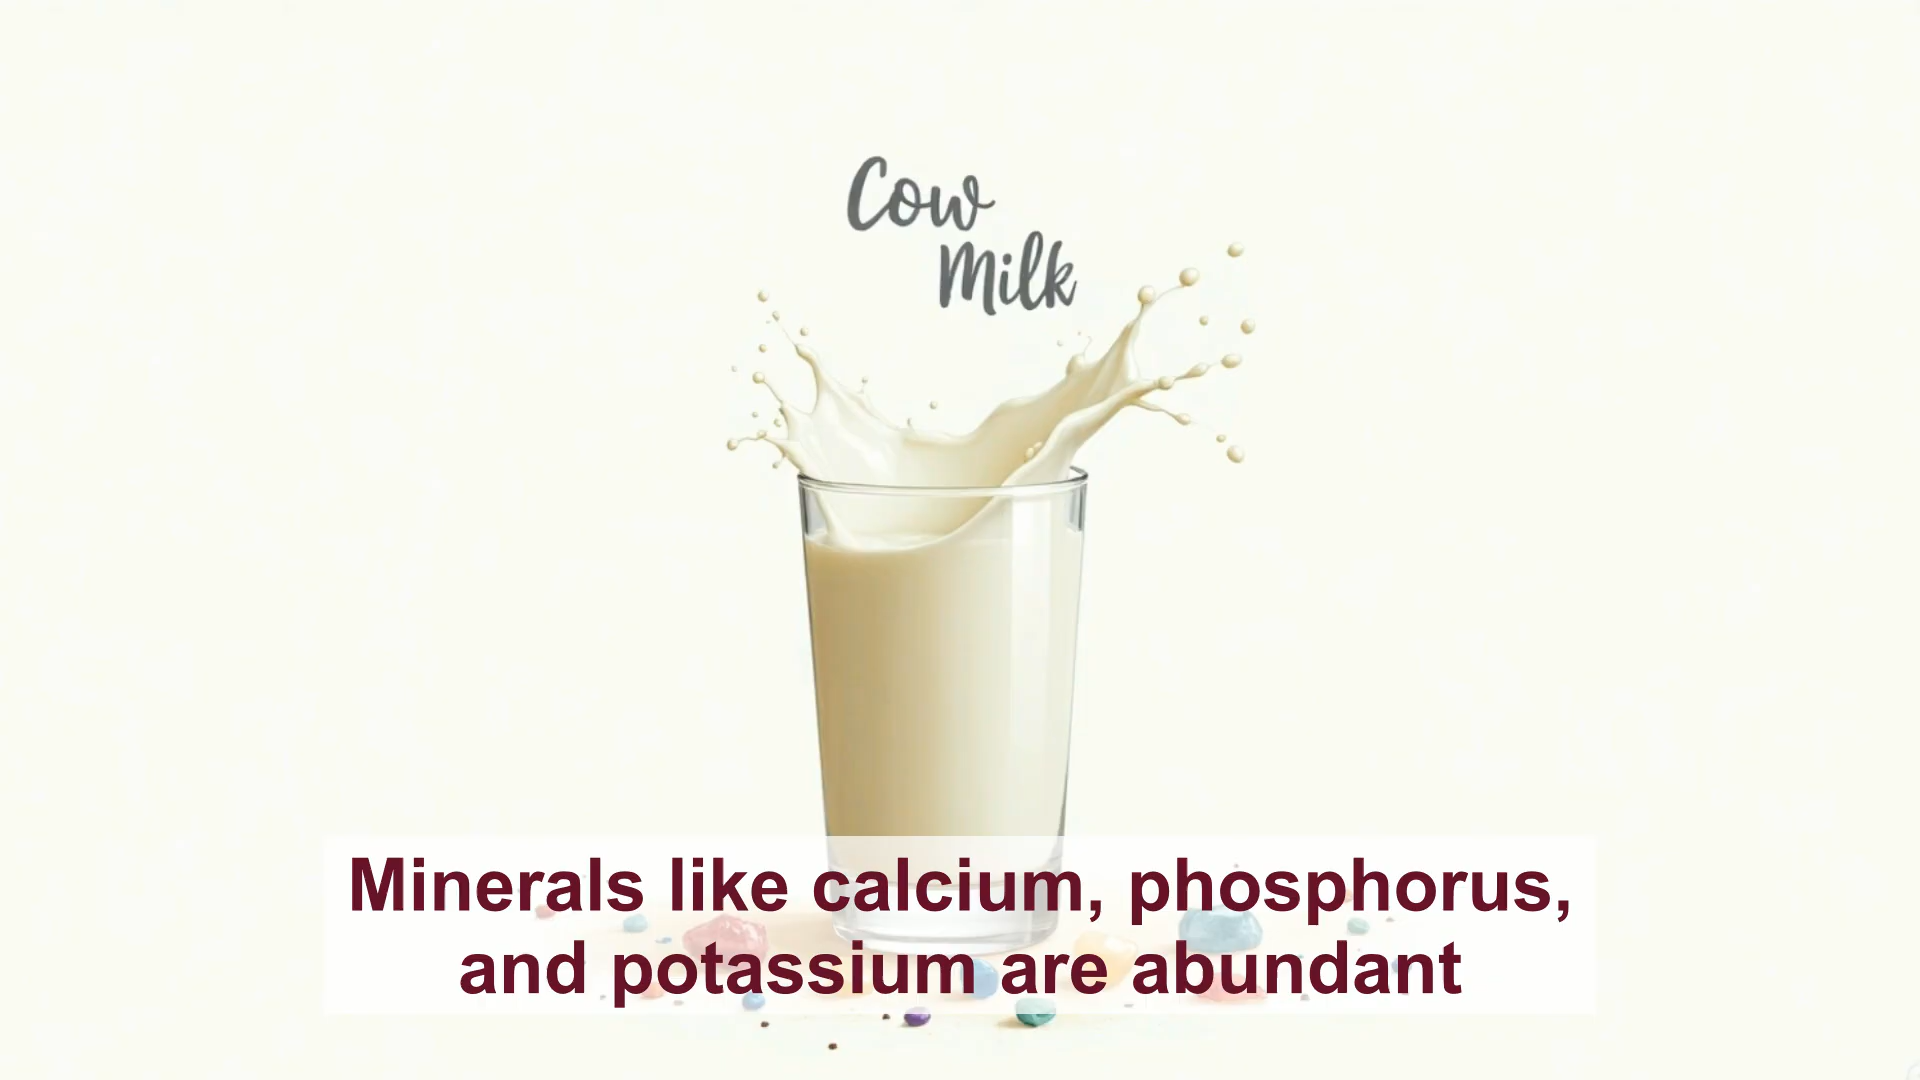 Cow
Milk
Minerals like calcium, phosphorus,
and potassium are abundant